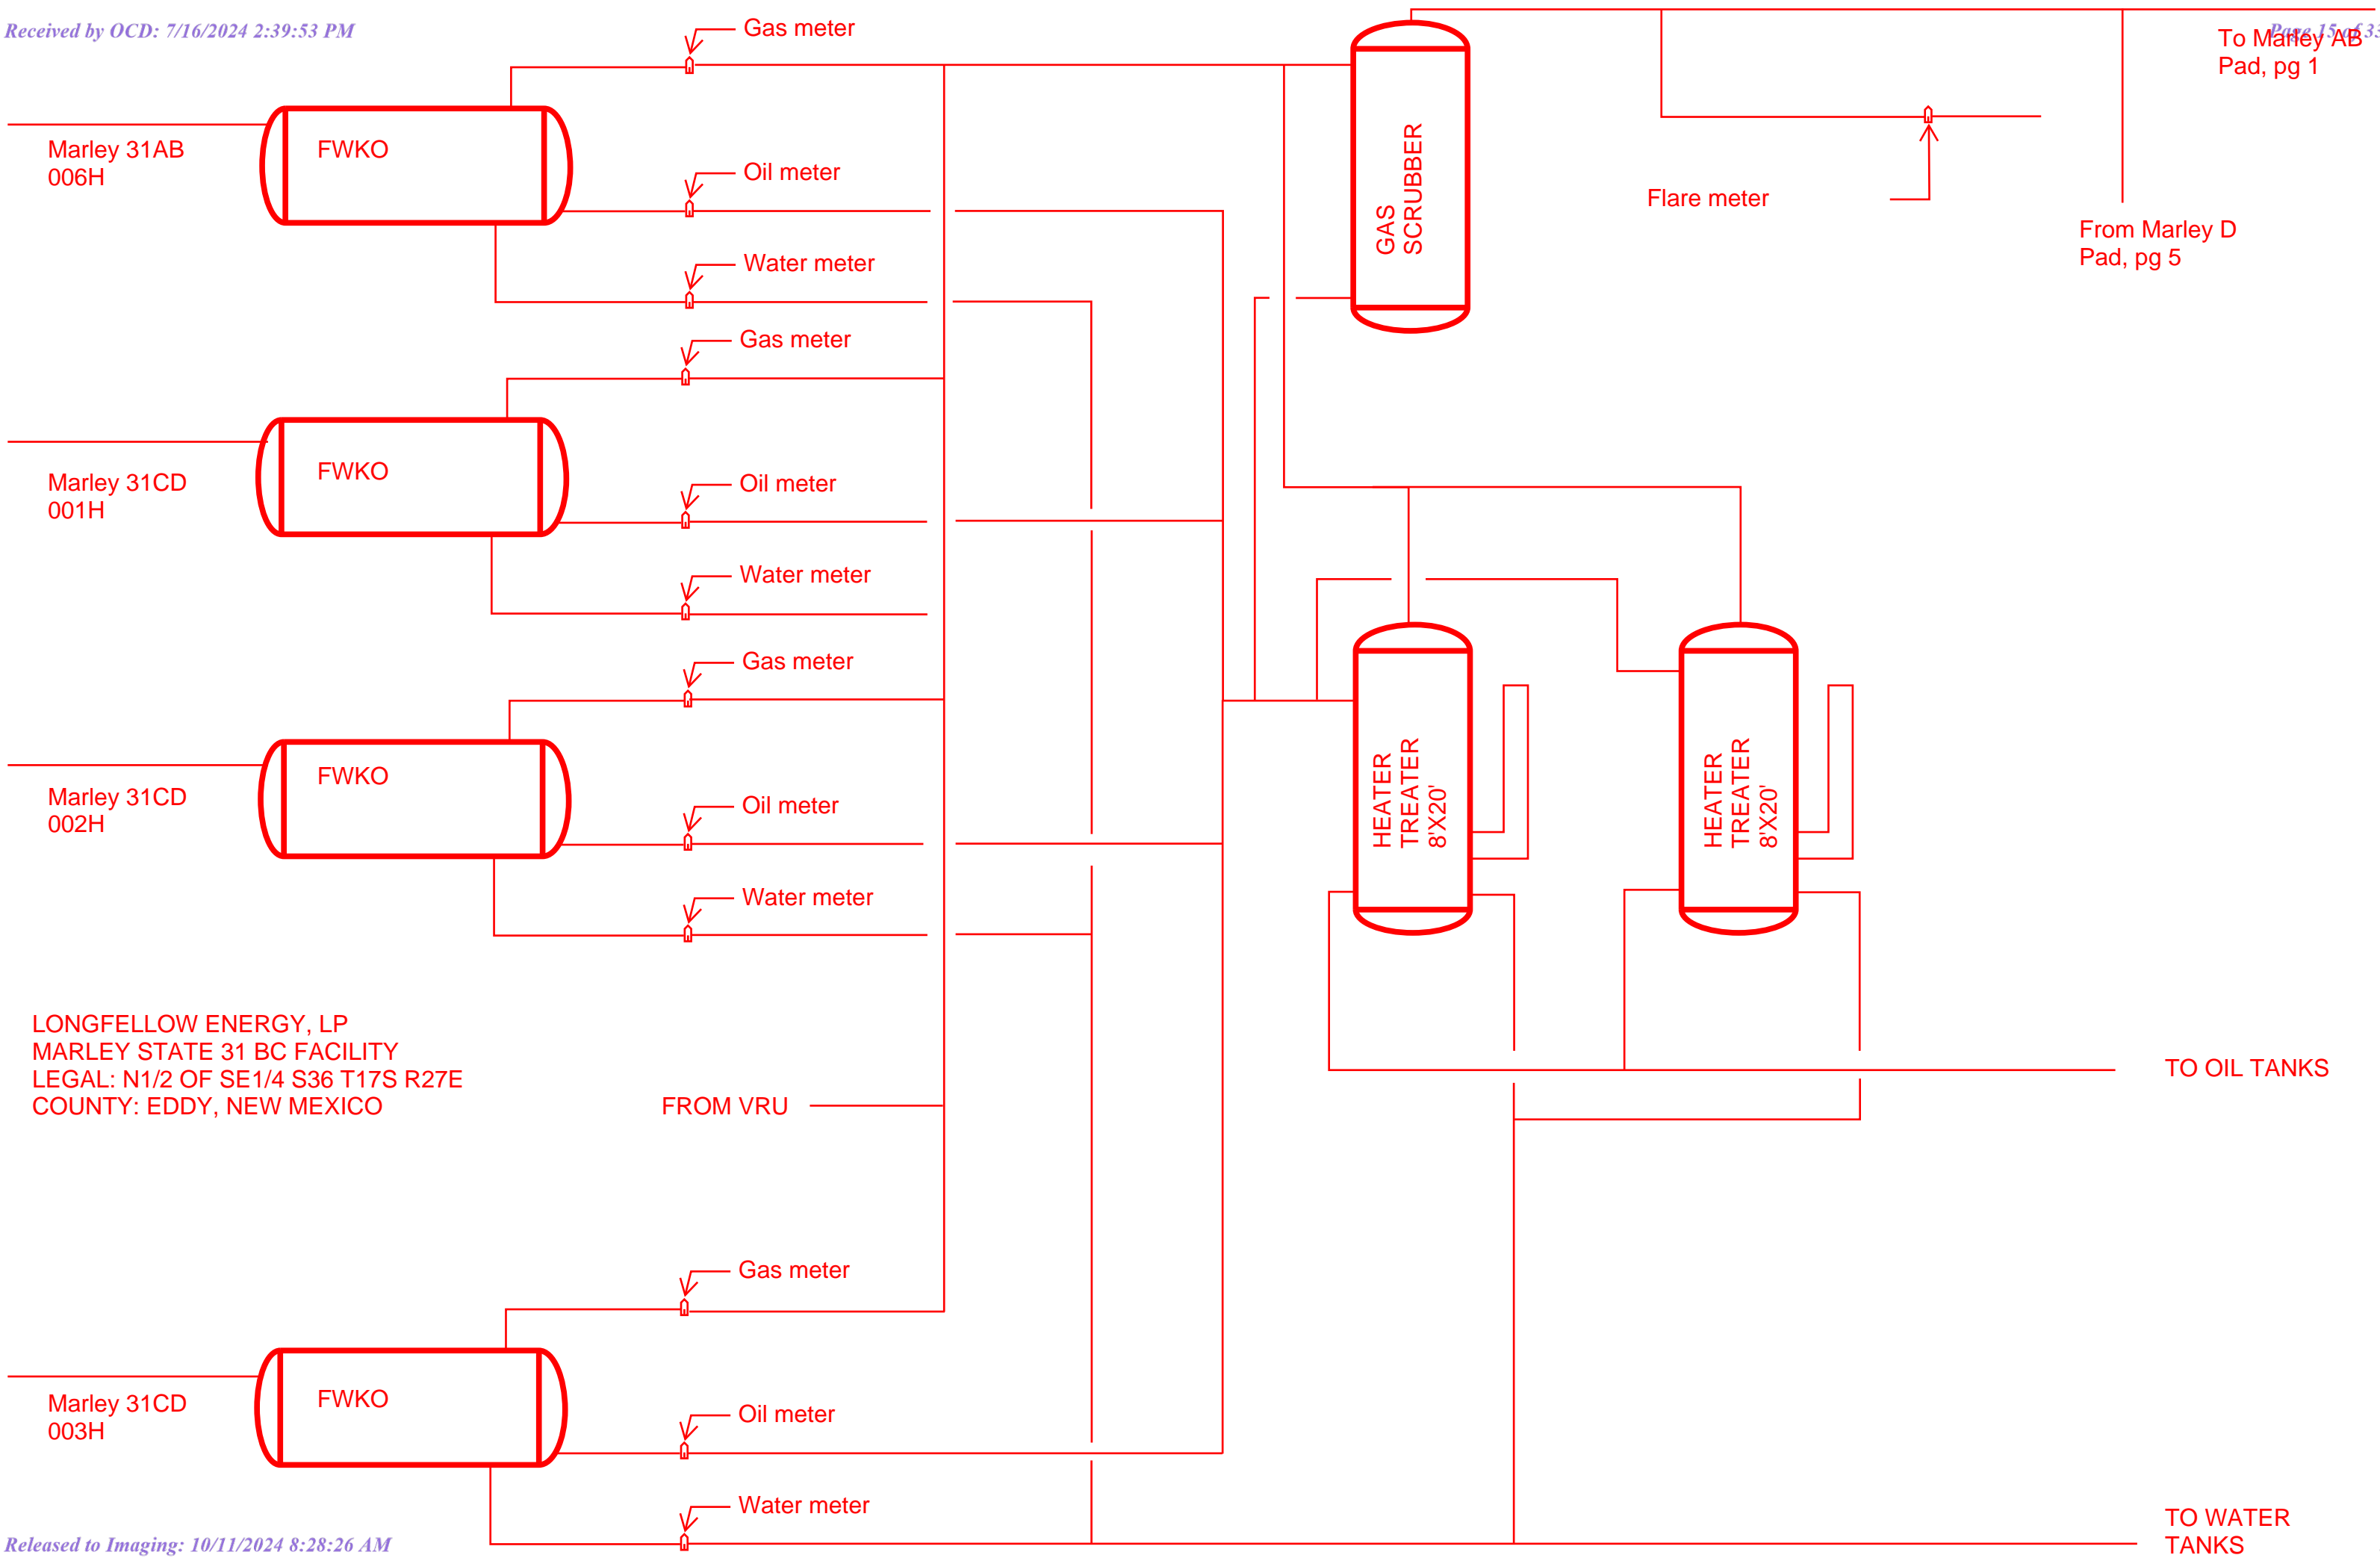 Received by OCD: 7/16/2024 2:39:53 PM
Page 15 of 33
Gas meter
To Marley AB
Pad, pg 1
Marley 31AB
006H
FWKO
Oil meter
GAS
SCRUBBER
Flare meter
From Marley D
Pad, pg 5
Water meter
Gas meter
Marley 31CD
001H
FWKO
Oil meter
Water meter
Gas meter
Marley 31CD
002H
FWKO
Oil meter
HEATER
TREATER
8'X20'
HEATER
TREATER
8'X20'
Water meter
LONGFELLOW ENERGY, LP
MARLEY STATE 31 BC FACILITY
LEGAL: N1/2 OF SE1/4 S36 T17S R27E
COUNTY: EDDY, NEW MEXICO
FROM VRU
TO OIL TANKS
Gas meter
Marley 31CD
003H
FWKO
Oil meter
Water meter
TO WATER
TANKS
Released to Imaging: 10/11/2024 8:28:26 AM